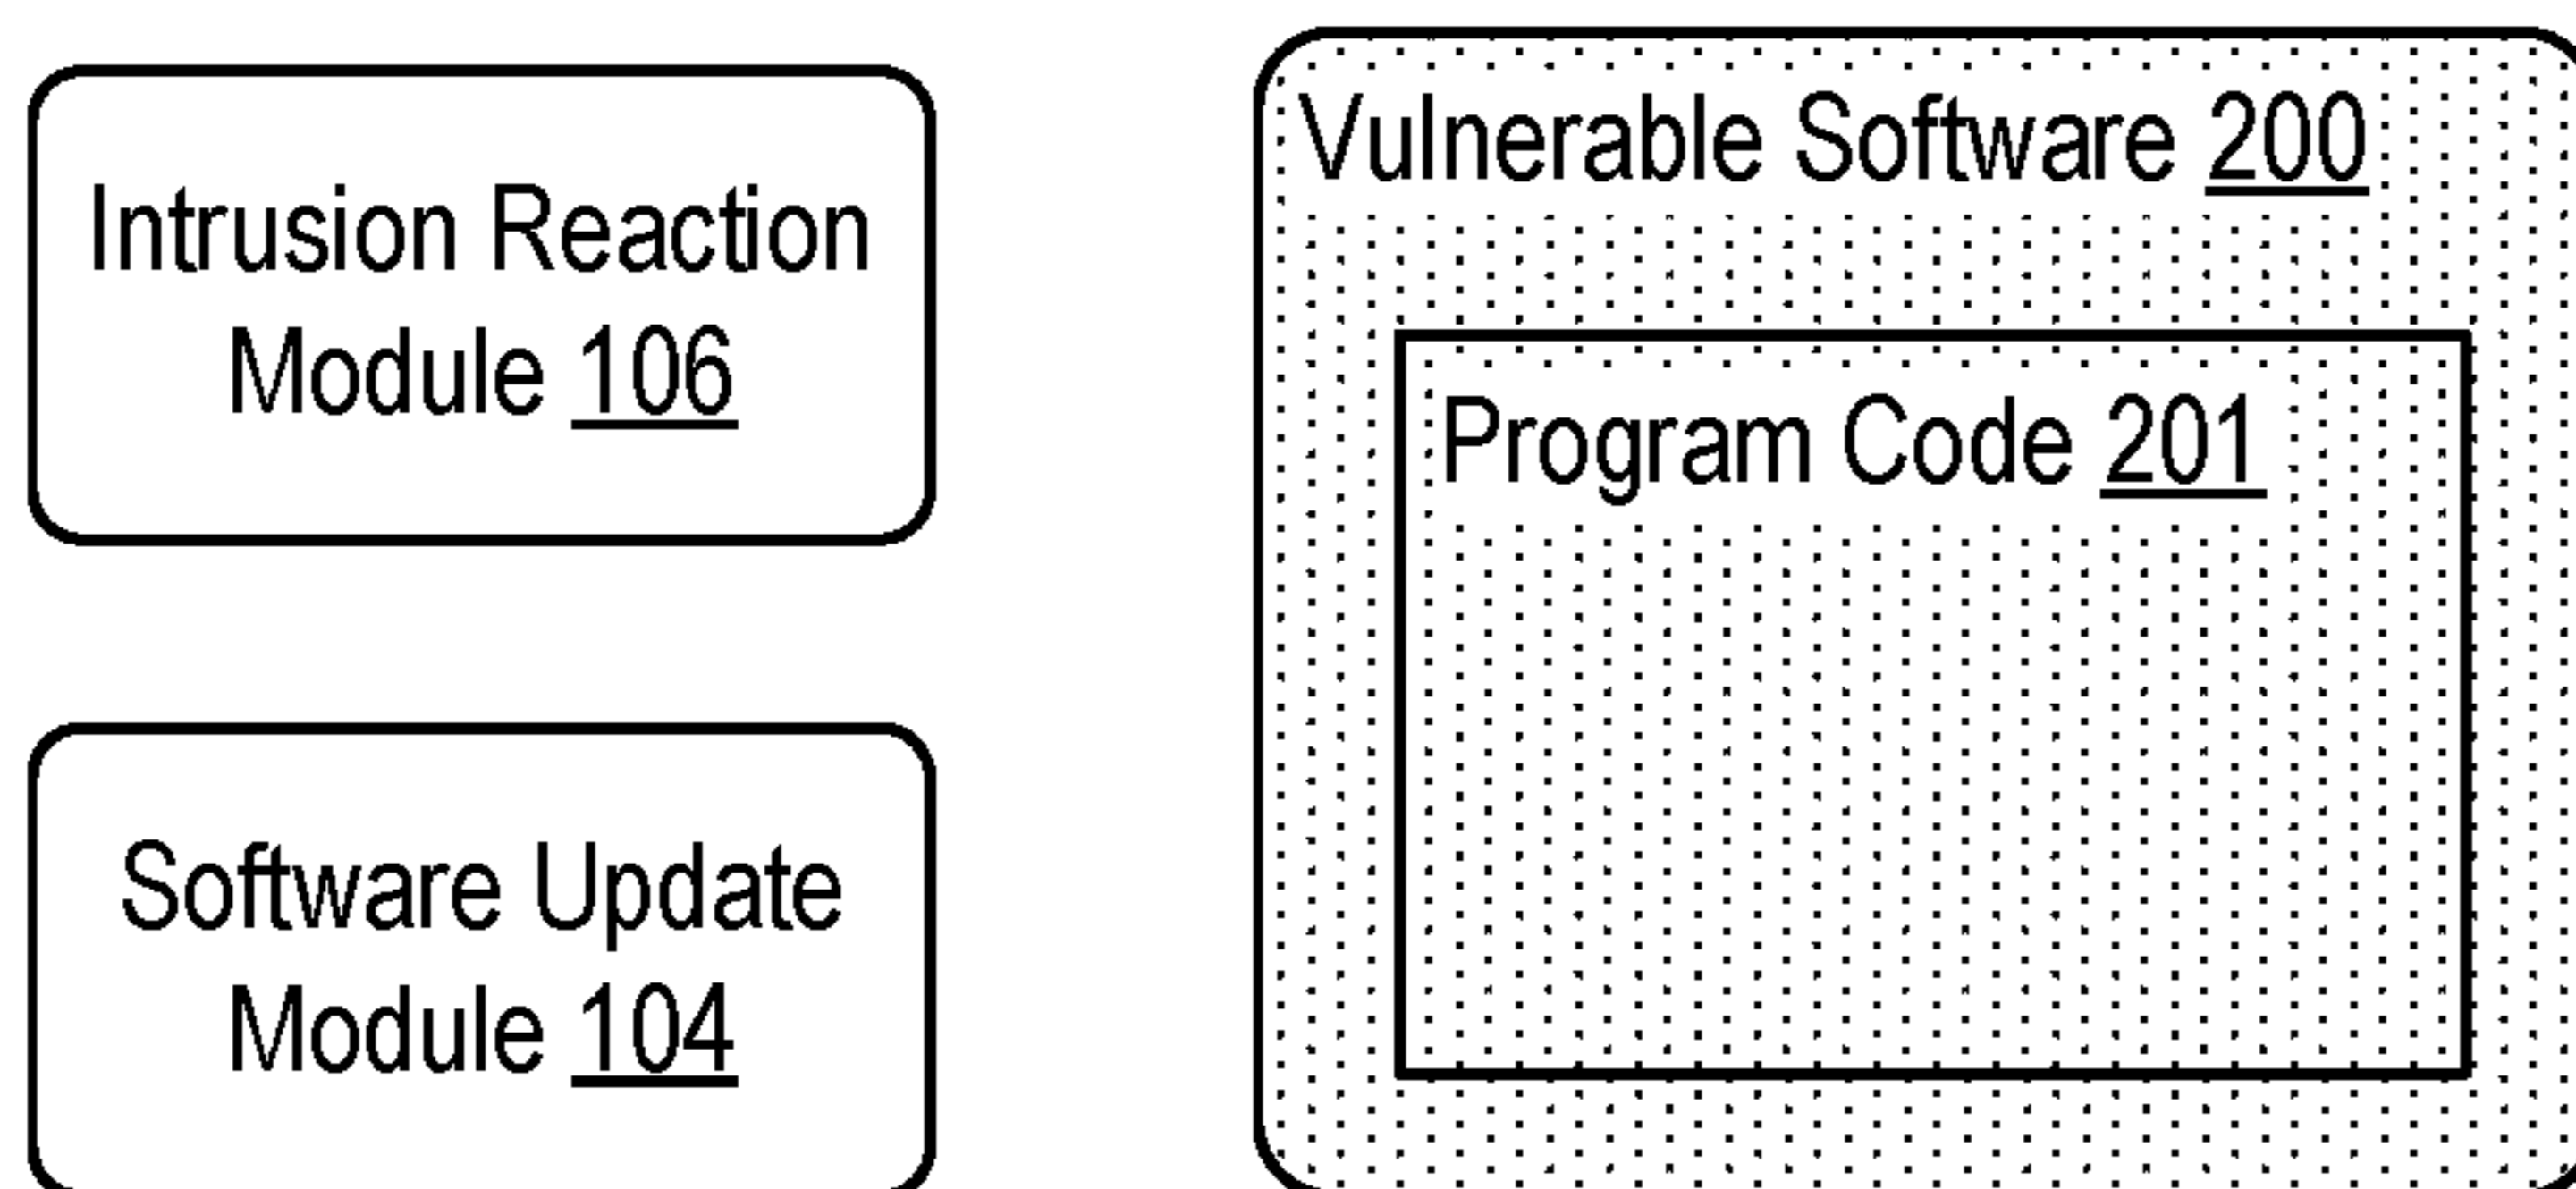 Intrusion Reaction
Module 106
Software Update
Module 104
Vulnerable Software 200
Program Code 201